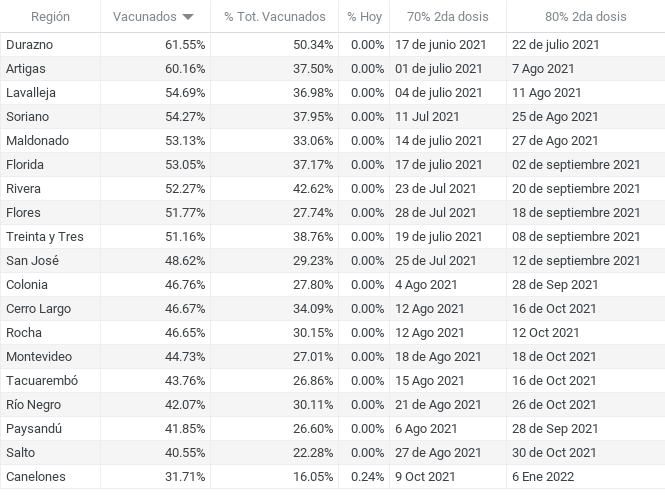 Región Vacunados % Tot. Vacunados % Hoy 70% 2da dosis 80% 2da dosis
Durazno 61.55% 50.34% 0.00% 17 de junio 2021 22 de julio 2021
Artigas 60.16% 37.50% 0.00% 01 de julio 2021 7 Ago 2021
Lavalleja 54.69% 36.98% 0.00% 04 de julio 2021 11 Ago 2021
Soriano 54.27% 37.95% 0.00% 11 Jul 2021 25 de Ago 2021
Maldonado 53.13% 33.06% 0.00% 14 de julio 2021 27 de Ago 2021
Florida 53.05% 37.17% 0.00% 17 de julio 2021 02 de septiembre 2021
Rivera 52.27% 42.62% 0.00% 23 de Jul 2021 20 de septiembre 2021
Flores 51.77% 27.74% 0.00% 28 de Jul 2021 18 de septiembre 2021
Treinta y Tres 51.16% 38.76% 0.00% 19 de julio 2021 08 de septiembre 2021
San José 48.62% 29.23% 0.00% 25 de Jul 2021 12 de septiembre 2021
Colonia 46.76% 27.80% 0.00% 4 Ago 2021 28 de Sep 2021
Cerro Largo 46.67% 34.09% 0.00% 12 Ago 2021 16 de Oct 2021
Rocha 46.65% 30.15% 0.00% 12 Ago 2021 12 Oct 2021
Montevideo 44.73% 27.01% 0.00% 18 de Ago 2021 18 de Oct 2021
Tacuarembó 43.76% 26.86% 0.00% 15 Ago 2021 16 de Oct 2021
Río Negro 42.07% 30.11% 0.00% 21 de Ago 2021 26 de Oct 2021
Paysandú 41.85% 26.60% 0.00% 6 Ago 2021 28 de Sep 2021
Salto 40.55% 22.28% 0.00% 27 de Ago 2021 30 de Oct 2021
Canelones 31.71% 16.05% 0.24% 9 Oct 2021 6 Ene 2022